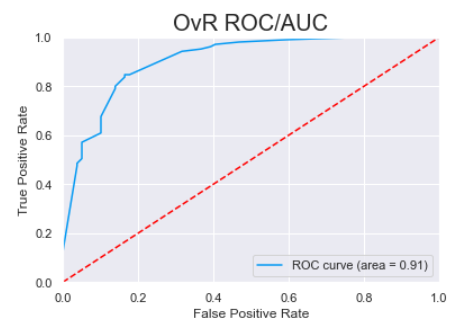 OvR ROC/AUC
1.0
0.8
0.6
0.4
0.2
0.0
True Positive Rate
ROC curve (area = 0.91)
0.0 0.2 0.4 0.6 0.8 1.0
False Positive Rate